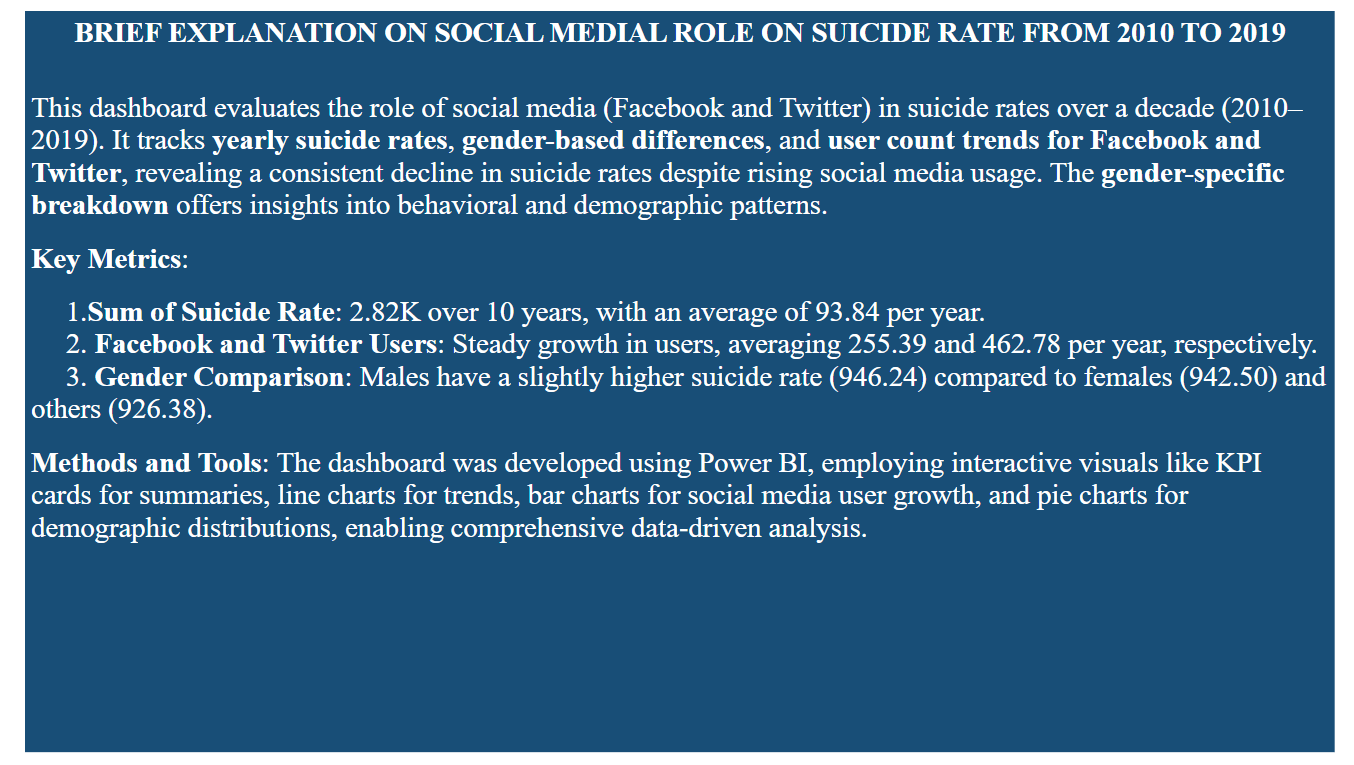 BRIEF EXPLANATION ON SOCIAL MEDIAL ROLE ON SUICIDE RATE FROM 2010 TO 2019
This dashboard evaluates the role of social media (Facebook and Twitter) in suicide rates over a decade (2010–
2019). It tracks yearly suicide rates, gender-based differences, and user count trends for Facebook and
Twitter, revealing a consistent decline in suicide rates despite rising social media usage. The gender-specific
breakdown offers insights into behavioral and demographic patterns.
Key Metrics:
1.Sum of Suicide Rate: 2.82K over 10 years, with an average of 93.84 per year.
2. Facebook and Twitter Users: Steady growth in users, averaging 255.39 and 462.78 per year, respectively.
3. Gender Comparison: Males have a slightly higher suicide rate (946.24) compared to females (942.50) and
others (926.38).
Methods and Tools: The dashboard was developed using Power BI, employing interactive visuals like KPI
cards for summaries, line charts for trends, bar charts for social media user growth, and pie charts for
demographic distributions, enabling comprehensive data-driven analysis.